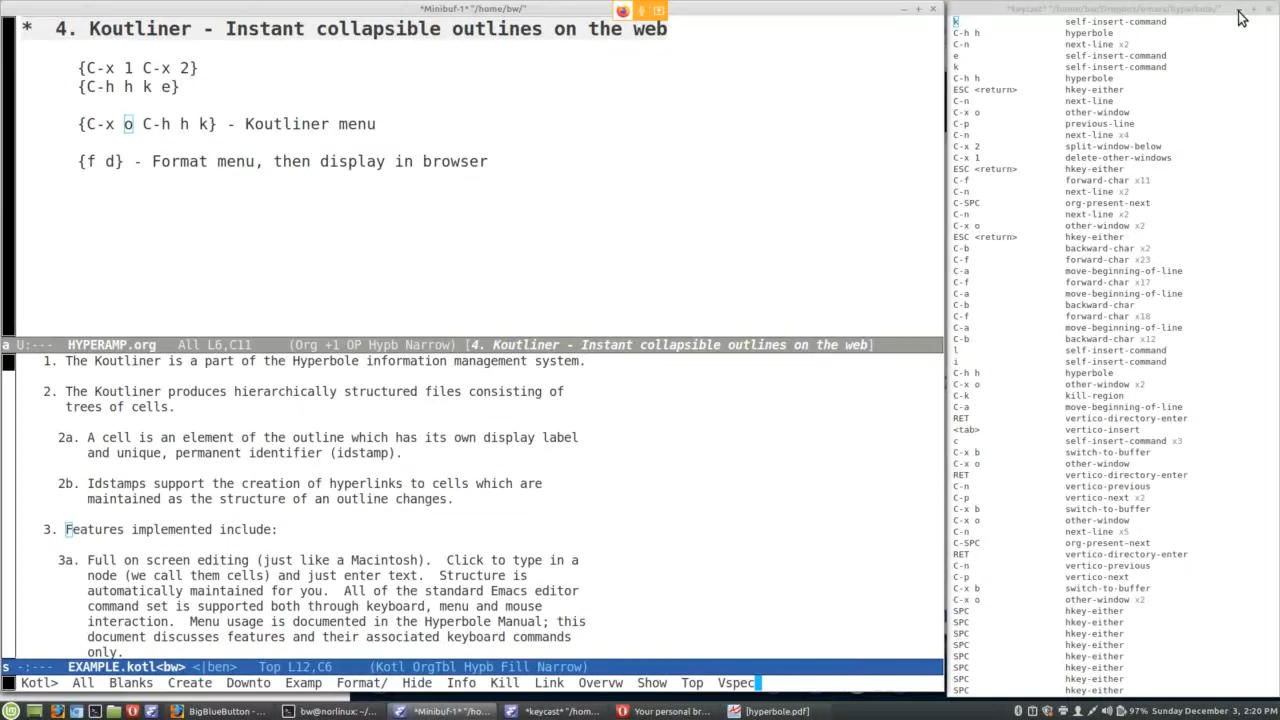 *Minibuf-1* "/home/bw/"
* 4. Koutliner - Instant collapsible outlines on the web
{C-x 1 C-x 2}
{C-h h k e}
{C-x o C-h h k} - Koutliner menu
{f d} - Format menu, then display in browser
a U:--- HYPERAMP.org All L6,C11 (Org +1 OP Hypb Narrow) [4. Koutliner - Instant collapsible outlines on the web]
1. The Koutliner is a part of the Hyperbole information management system.
2. The Koutliner produces hierarchically structured files consisting of
trees of cells.
2a. A cell is an element of the outline which has its own display label
and unique, permanent identifier (idstamp).
2b. Idstamps support the creation of hyperlinks to cells which are
maintained as the structure of an outline changes.
3. Features implemented include:
3a. Full on screen editing (just like a Macintosh). Click to type in a
node (we call them cells) and just enter text. Structure is
automatically maintained for you. All of the standard Emacs editor
command set is supported both through keyboard, menu and mouse
interaction. Menu usage is documented in the Hyperbole Manual; this
document discusses features and their associated keyboard commands
only.
s -:--- EXAMPLE.kotl<bw> <|ben> Top L12,C6 (Kotl OrgTbl Hypb Fill Narrow)
Kotl> All Blanks Create Downto Examp Format/ Hide Info Kill Link Overvw Show Top Vspec
k self-insert-command
C-h h hyperbole
C-n next-line x2
e self-insert-command
k self-insert-command
C-h h hyperbole
ESC <return> hkey-either
C-n next-line
C-x o other-window
C-p previous-line
C-n next-line x4
C-x 2 split-window-below
C-x 1 delete-other-windows
ESC <return> hkey-either
C-f forward-char x11
C-n next-line x2
C-SPC org-present-next
C-n next-line x2
C-x o other-window x2
ESC <return> hkey-either
C-b backward-char x2
C-f forward-char x23
C-a move-beginning-of-line
C-f forward-char x17
C-a move-beginning-of-line
C-b backward-char
C-f forward-char x18
C-a move-beginning-of-line
C-b backward-char x12
l self-insert-command
i self-insert-command
C-h h hyperbole
C-x o other-window x2
C-k kill-region
C-a move-beginning-of-line
RET vertico-directory-enter
<tab> vertico-insert
c self-insert-command x3
C-x b switch-to-buffer
C-x o other-window
RET vertico-directory-enter
C-n vertico-previous
C-p vertico-next x2
C-x b switch-to-buffer
C-x o other-window
C-n next-line x5
C-SPC org-present-next
RET vertico-directory-enter
C-n vertico-previous
C-p vertico-next
C-x b switch-to-buffer
C-x o other-window x2
SPC hkey-either
SPC hkey-either
SPC hkey-either
SPC hkey-either
SPC hkey-either
SPC hkey-either
SPC hkey-either
SPC hkey-either
BigBlueButton - ...
bw@norlinux: ~/...
*Minibuf-1* "/ho...
*keycast* "/hom...
Your personal br...
[hyperbole.pdf]
97% Sunday December 3, 2:20 PM